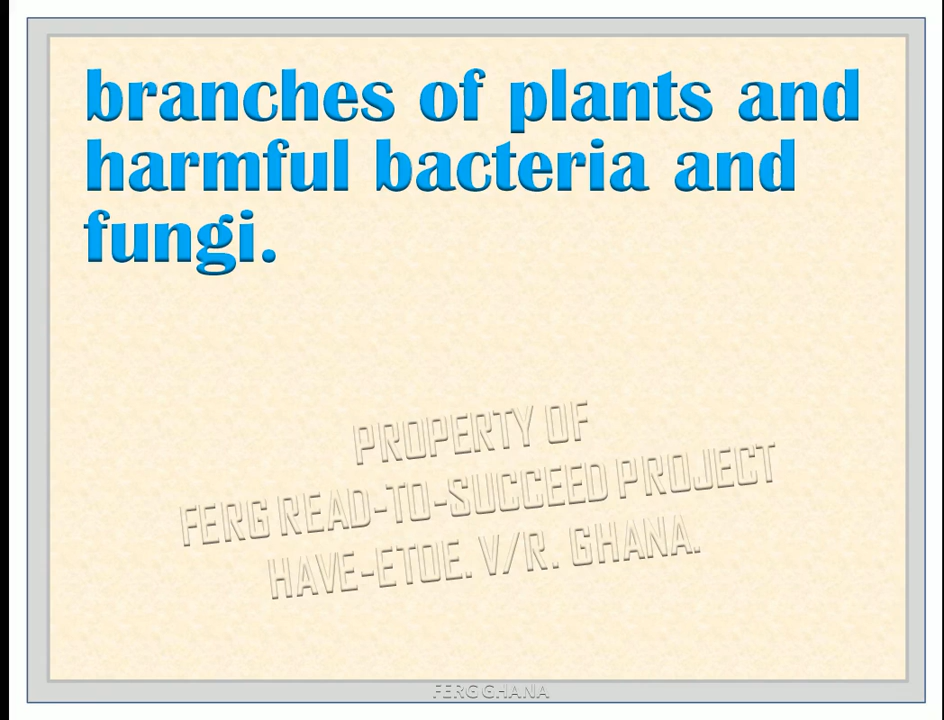 branches of plants and
harmful bacteria and
fungi.
PROPERTY OF
FERG READ-TO-SUCCEED PROJECT
HAVE-ETOE. V/R. GHANA.
FERG GHANA